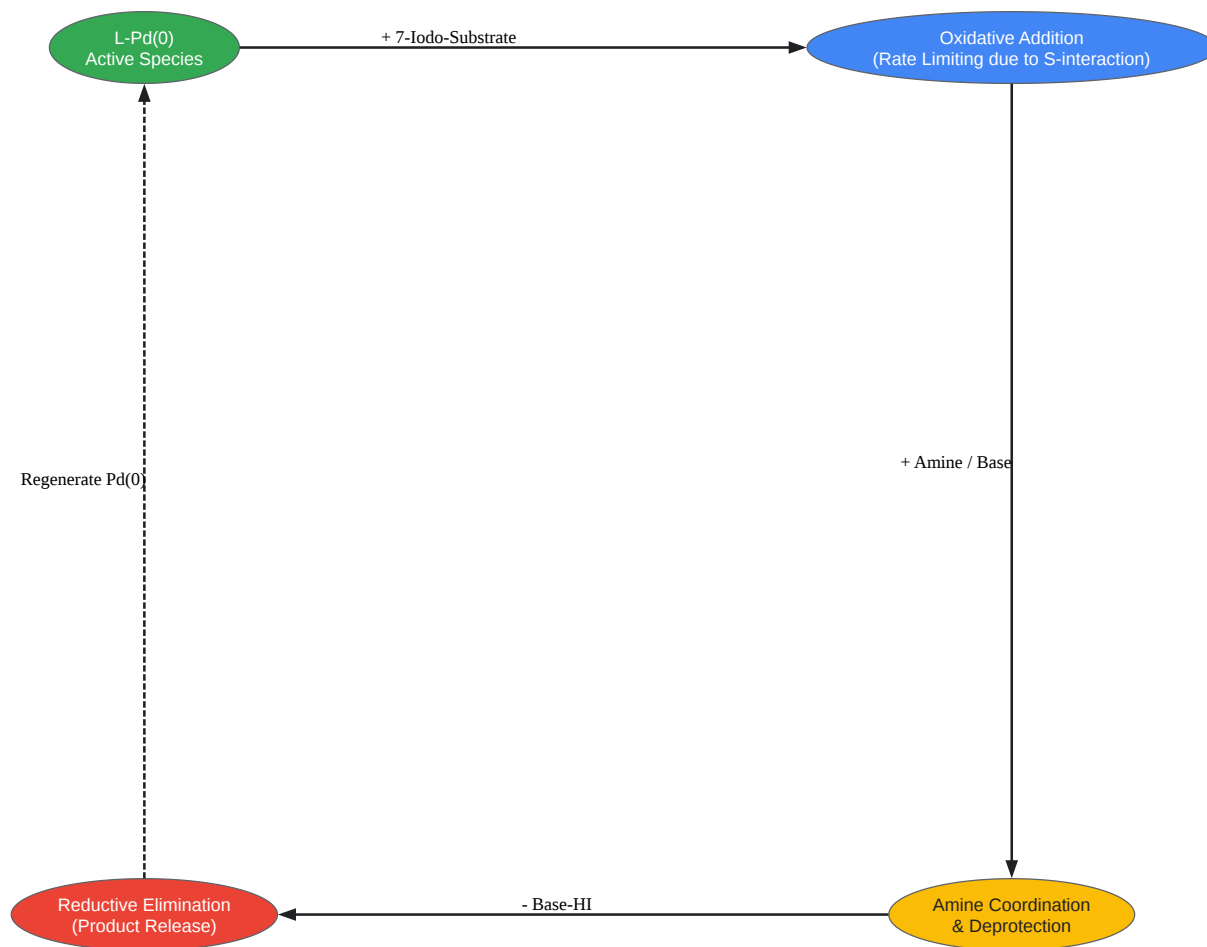 L-Pd(0)
Active Species
+ 7-Iodo-Substrate
Oxidative Addition
(Rate Limiting due to S-interaction)
+ Amine / Base
Regenerate Pd(0)
Reductive Elimination
(Product Release)
- Base-HI
Amine Coordination
& Deprotection